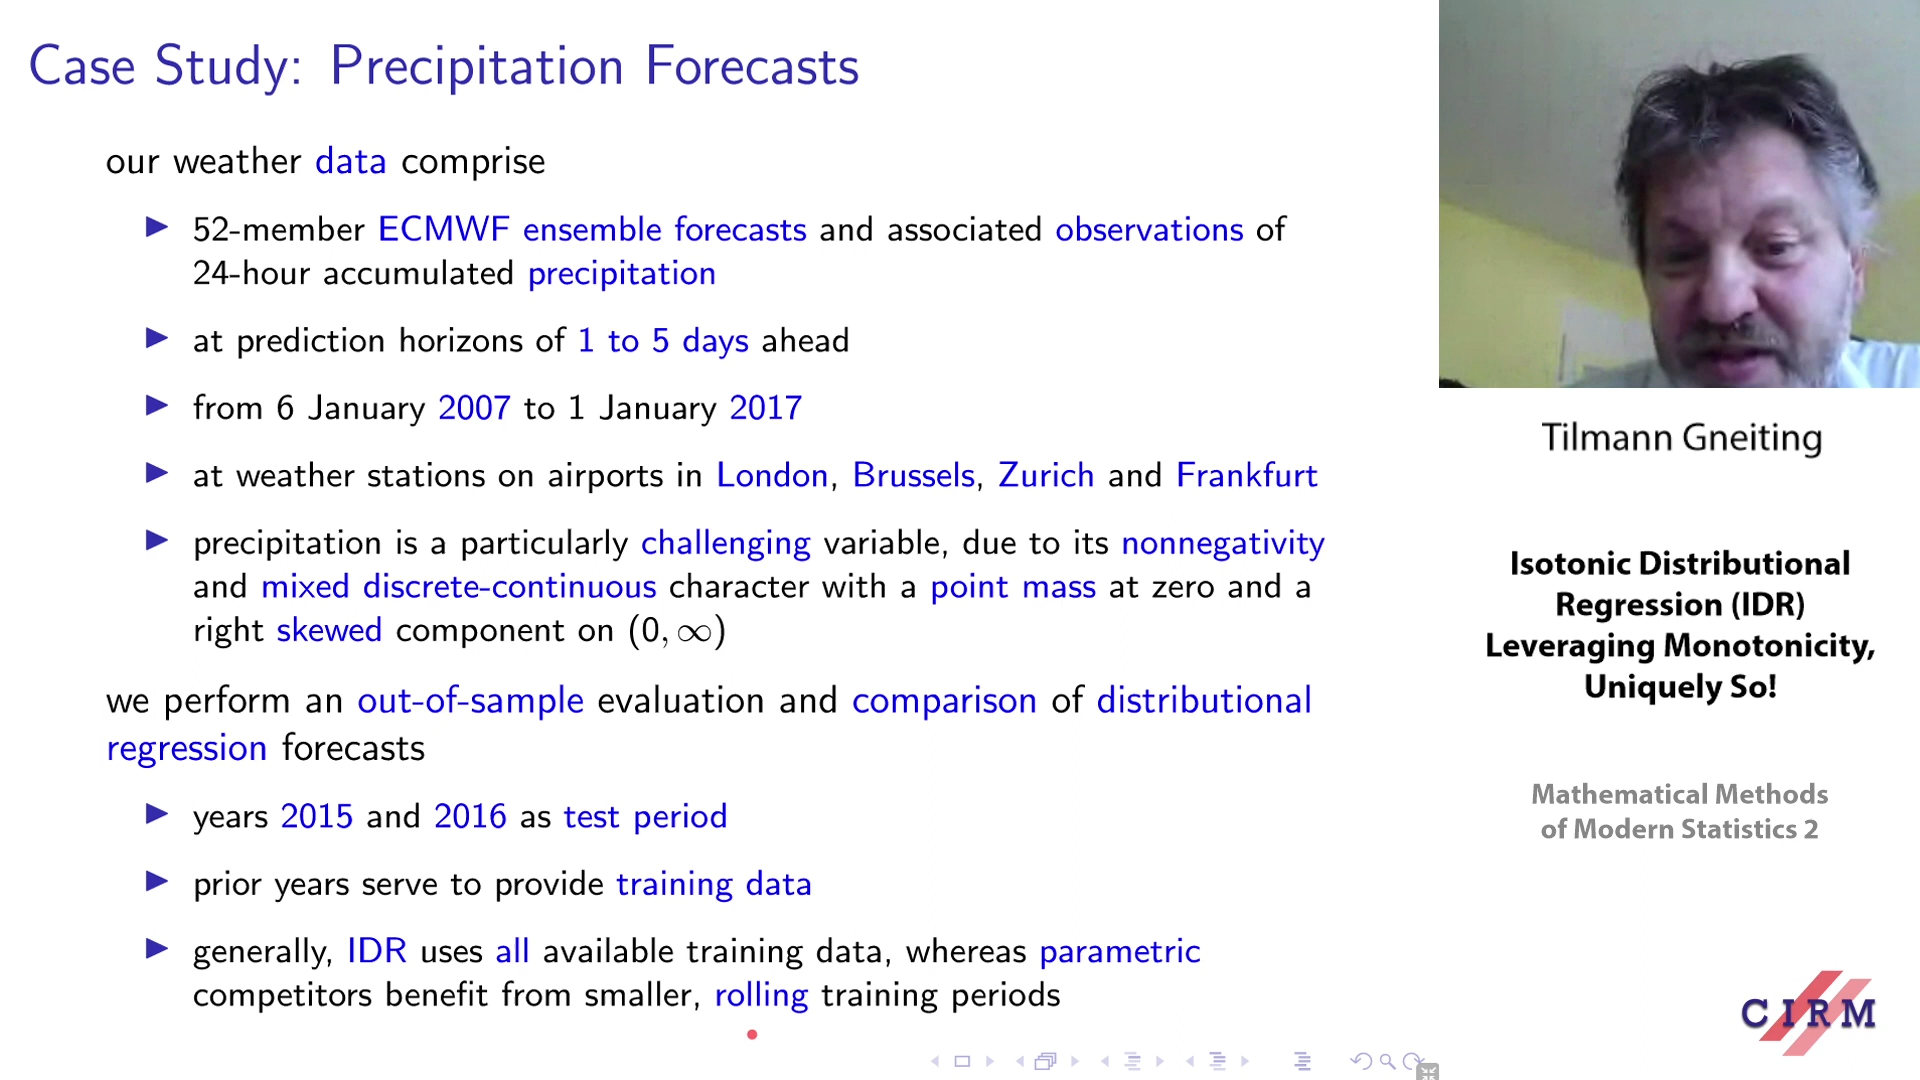 Case Study: Precipitation Forecasts
our weather data comprise
52-member ECMWF ensemble forecasts and associated observations of
24-hour accumulated precipitation
at prediction horizons of 1 to 5 days ahead
from 6 January 2007 to 1 January 2017
at weather stations on airports in London, Brussels, Zurich and Frankfurt
precipitation is a particularly challenging variable, due to its nonnegativity
and mixed discrete-continuous character with a point mass at zero and a
right skewed component on (0, ∞)
we perform an out-of-sample evaluation and comparison of distributional
regression forecasts
years 2015 and 2016 as test period
prior years serve to provide training data
generally, IDR uses all available training data, whereas parametric
competitors benefit from smaller, rolling training periods
Tilmann Gneiting
Isotonic Distributional
Regression (IDR)
Leveraging Monotonicity,
Uniquely So!
Mathematical Methods
of Modern Statistics 2
CIRM